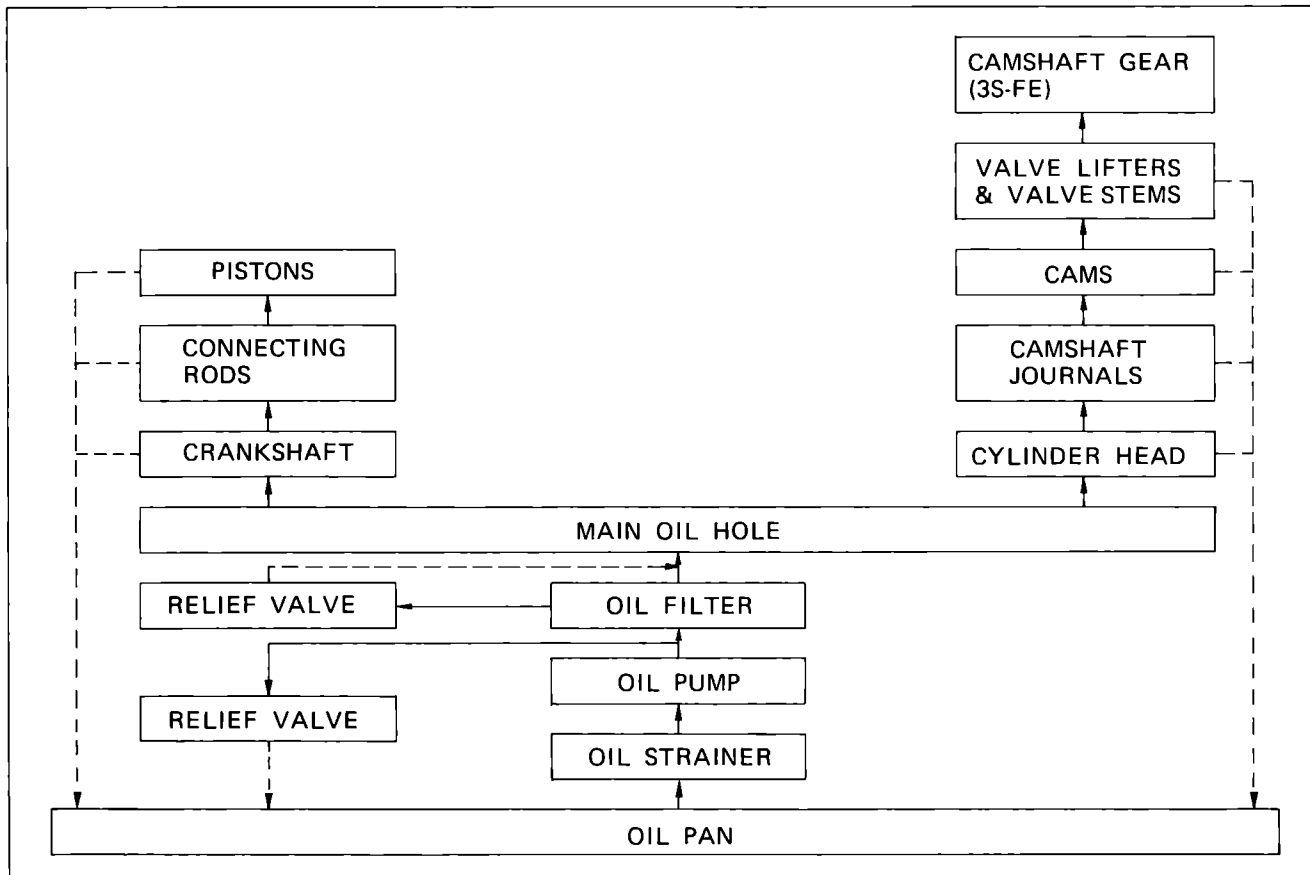 CAMSHAFT GEAR
(3S-FE)
VALVE LIFTERS
& VALVE STEMS
PISTONS
CAMS
CONNECTING
RODS
CAMSHAFT
JOURNALS
CRANKSHAFT
CYLINDER HEAD
MAIN OIL HOLE
RELIEF VALVE
OIL FILTER
OIL PUMP
RELIEF VALVE
OIL STRAINER
OIL PAN